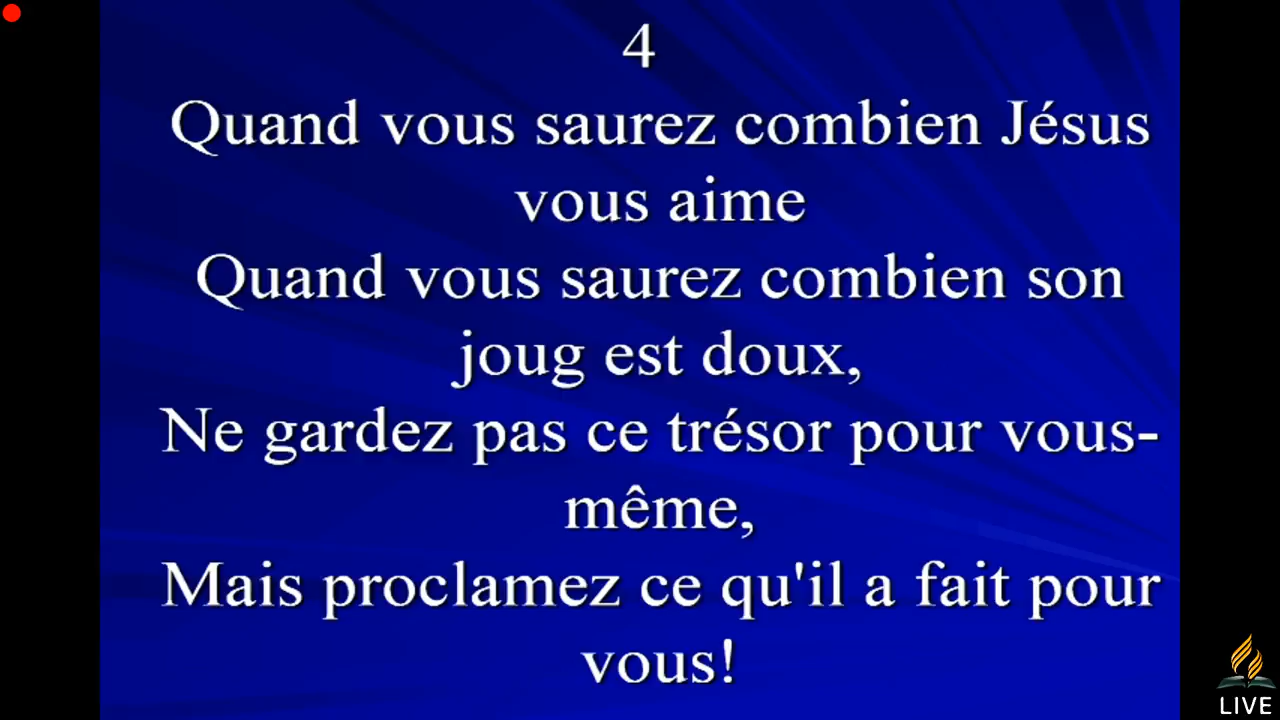 4
Quand vous saurez combien Jésus
vous aime
Quand vous saurez combien son
joug est doux,
Ne gardez pas ce trésor pour vous-
même,
Mais proclamez ce qu'il a fait pour
vous!
LIVE